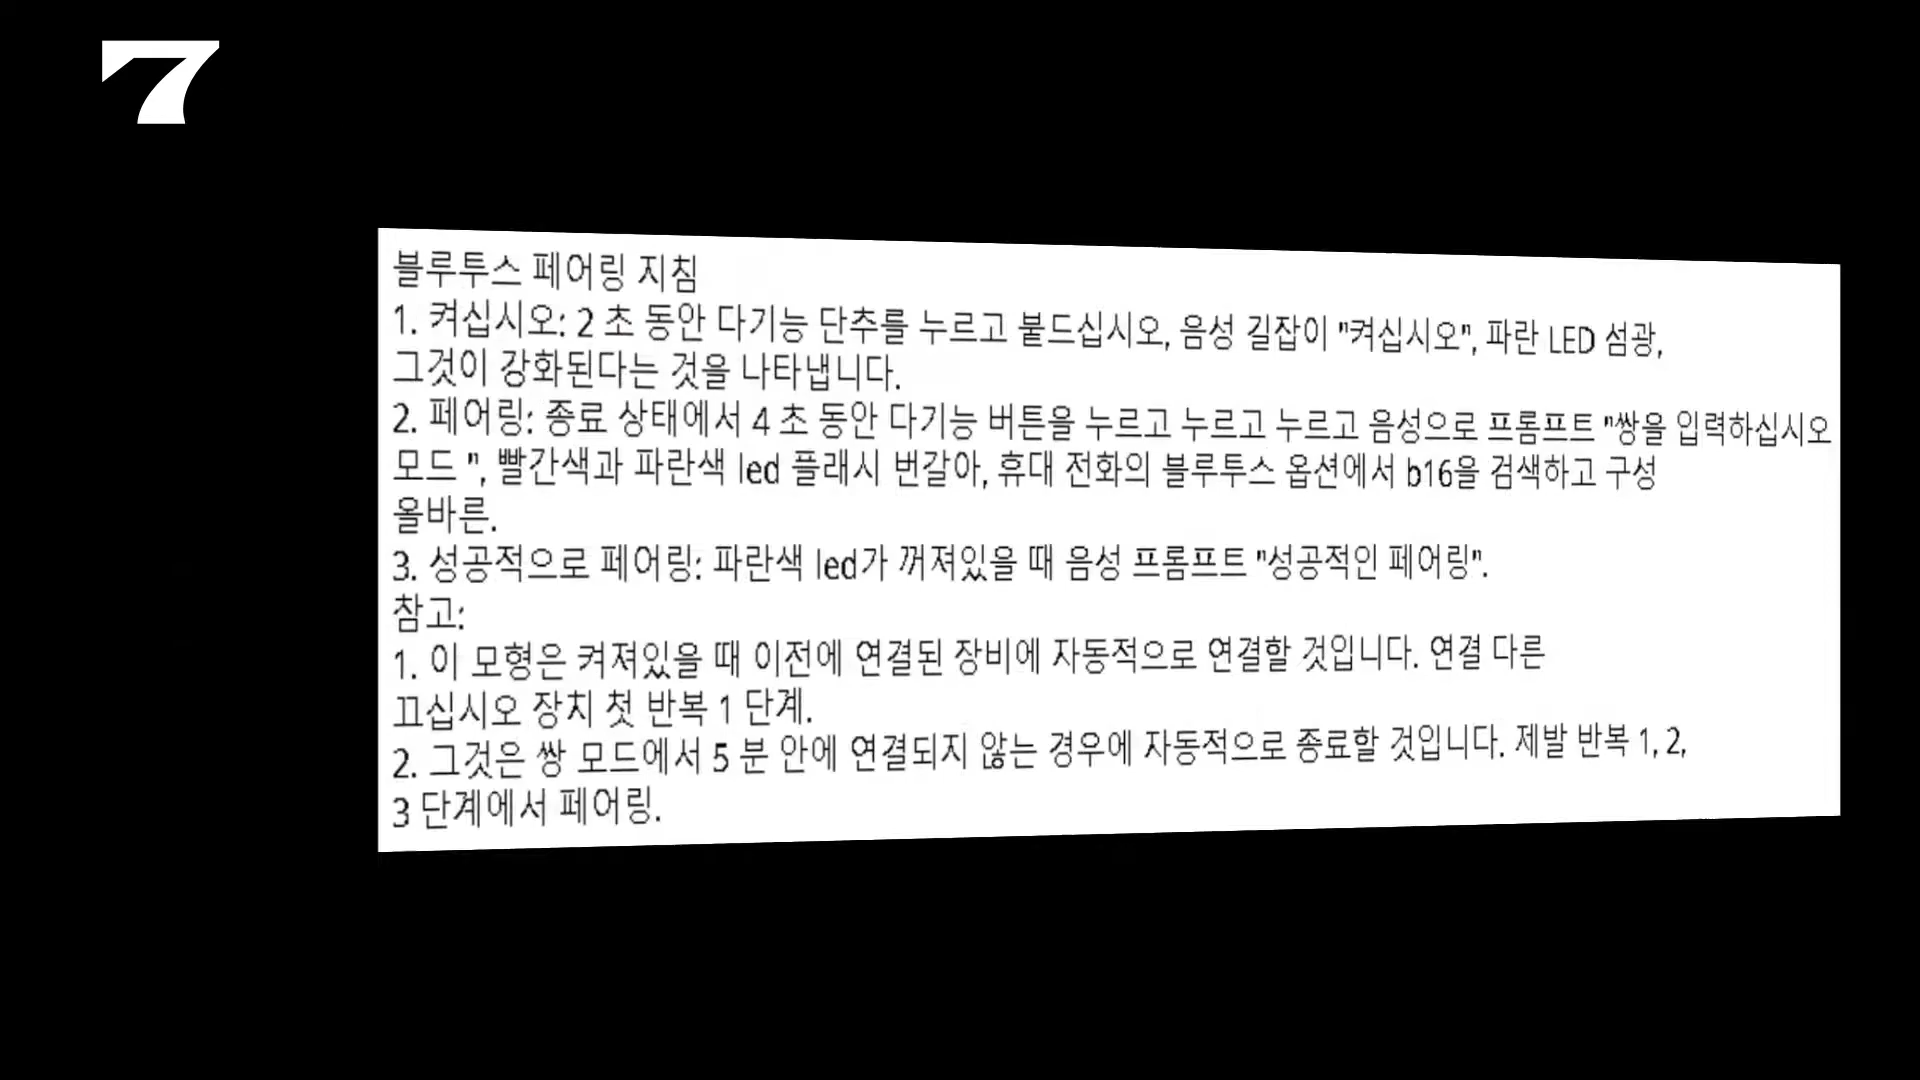 7
블루투스 페어링 지침
1. 켜십시오: 2 초 동안 다기능 단추를 누르고 붙드십시오, 음성 길잡이 "켜십시오", 파란 LED 섬광,
그것이 강화된다는 것을 나타냅니다.
2. 페어링: 종료 상태에서 4 초 동안 다기능 버튼을 누르고 누르고 누르고 음성으로 프롬프트 "쌍을 입력하십시오
모드 ", 빨간색과 파란색 led 플래시 번갈아, 휴대 전화의 블루투스 옵션에서 b16을 검색하고 구성
올바른.
3. 성공적으로 페어링: 파란색 led가 꺼져있을 때 음성 프롬프트 "성공적인 페어링".
참고:
1. 이 모형은 켜져있을 때 이전에 연결된 장비에 자동적으로 연결할 것입니다. 연결 다른
끄십시오 장치 첫 반복 1 단계.
2. 그것은 쌍 모드에서 5 분 안에 연결되지 않는 경우에 자동적으로 종료할 것입니다. 제발 반복 1, 2,
3 단계에서 페어링.